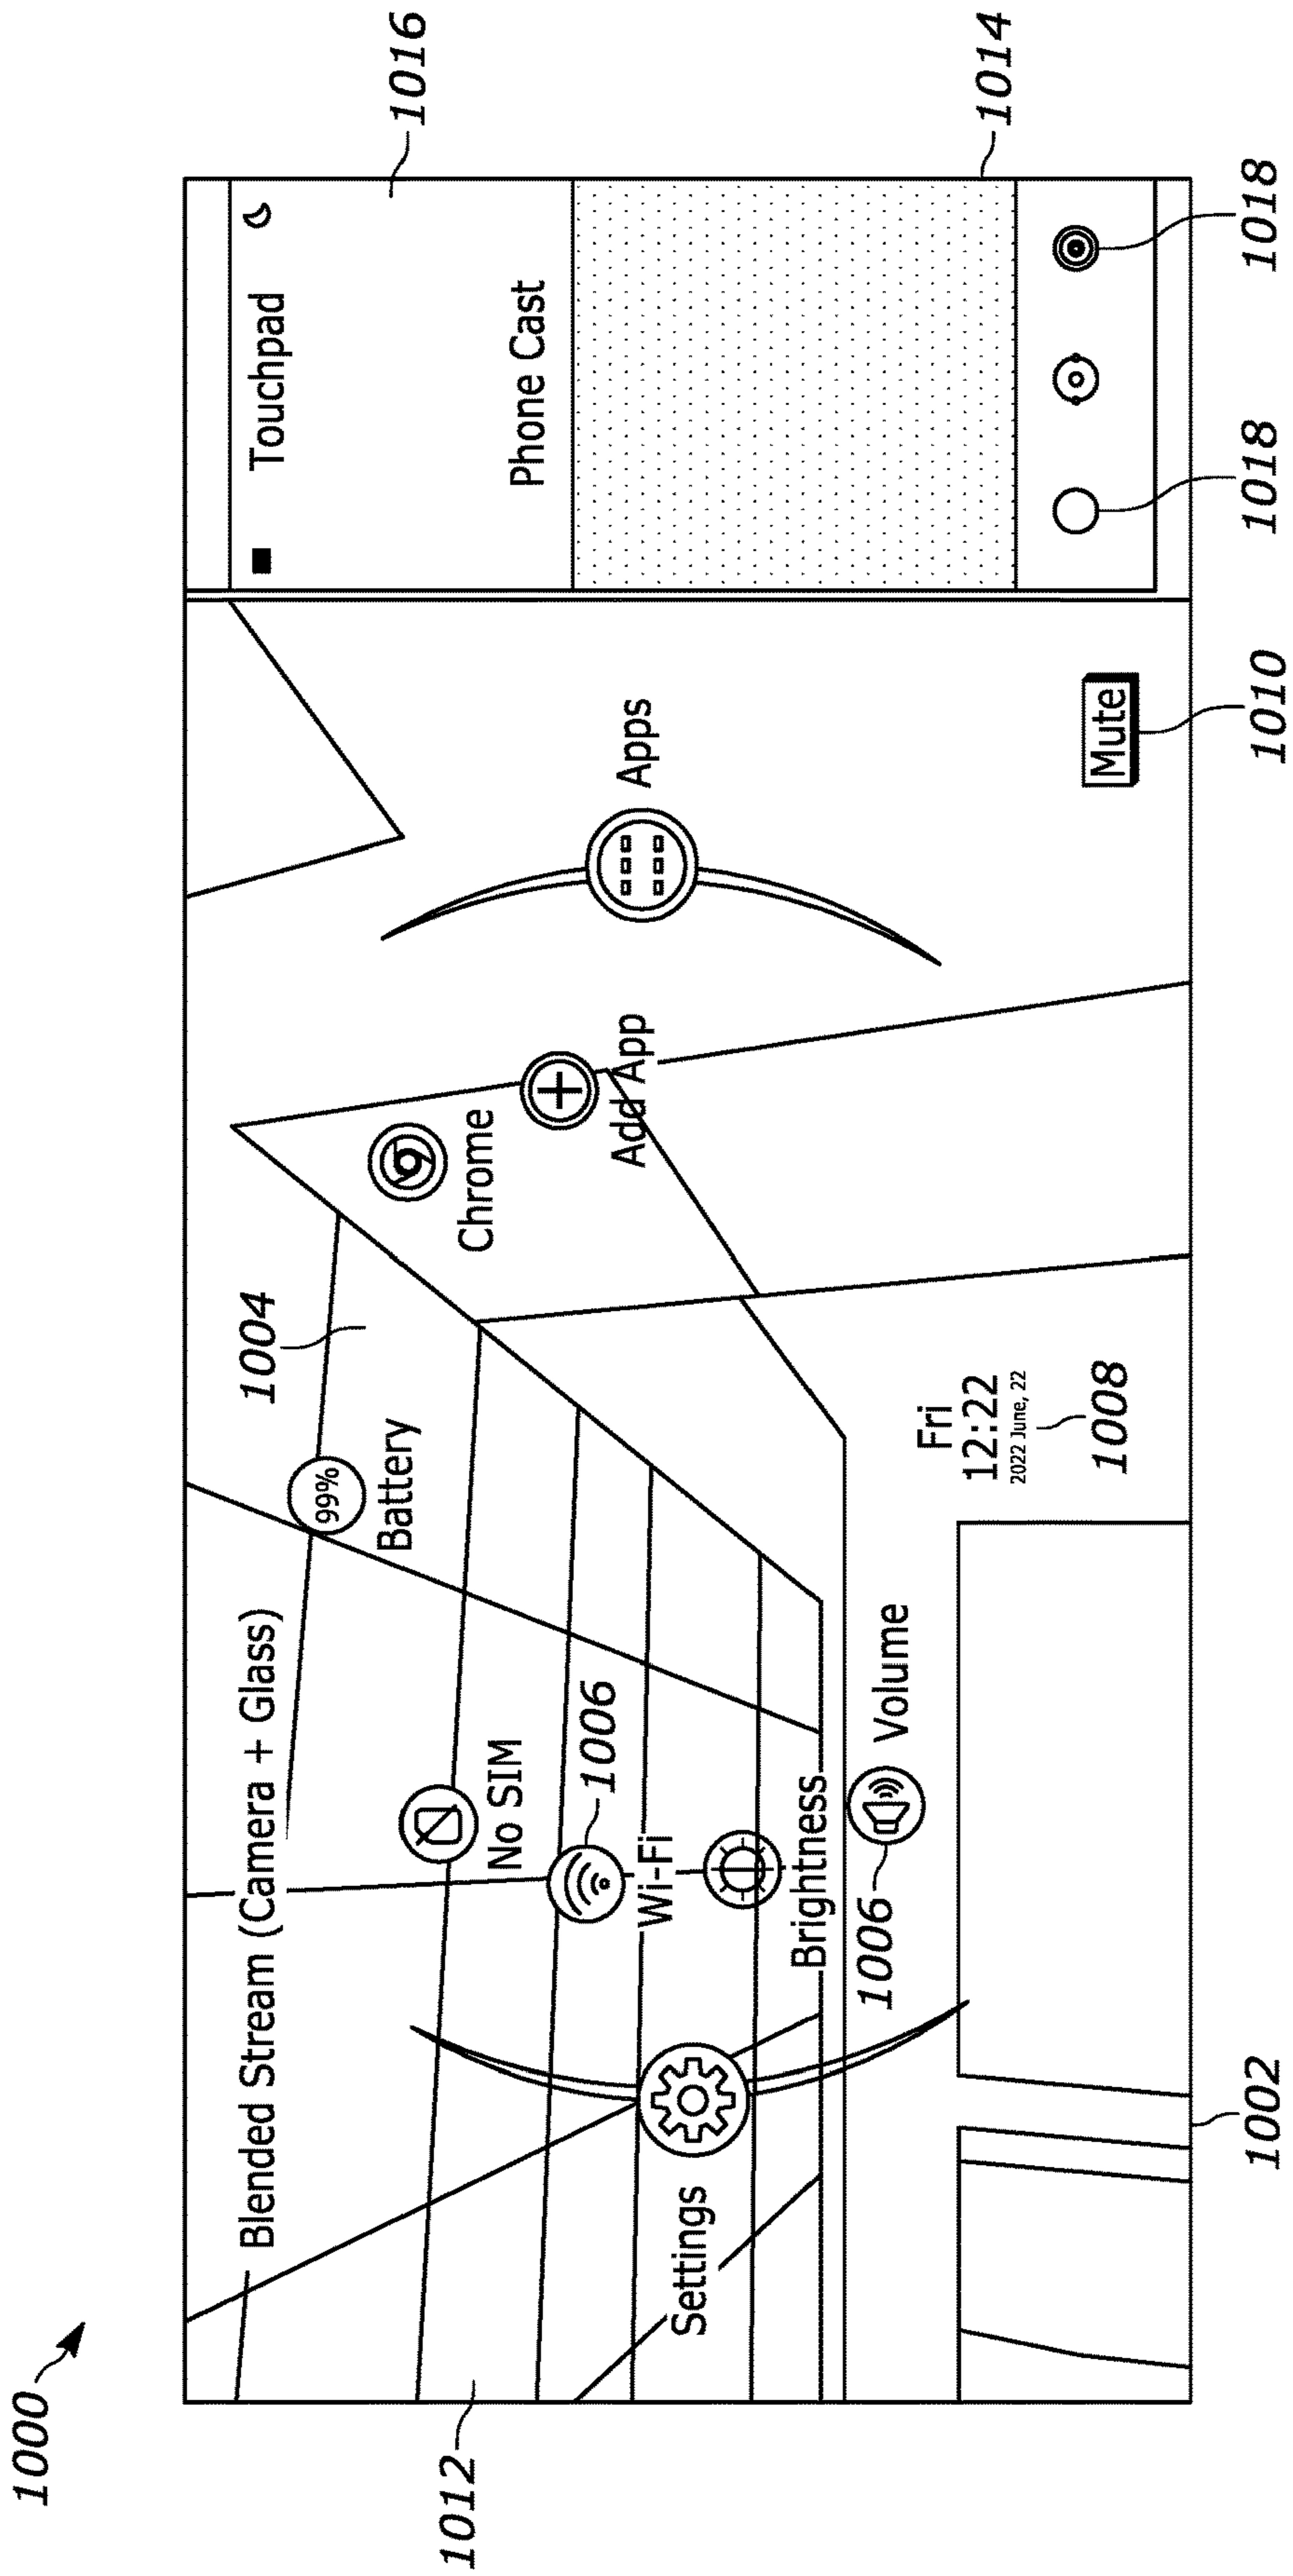 1000
Blended Stream (Camera + Glass)
1004
99%
Battery
No SIM
1006
Wi-Fi
Brightness
1006
Volume
Settings
1012
Chrome
Add App
Apps
Fri
12:22
2022 June, 22
1008
Mute
1010
1002
Touchpad
Phone Cast
1016
1014
1018
1018